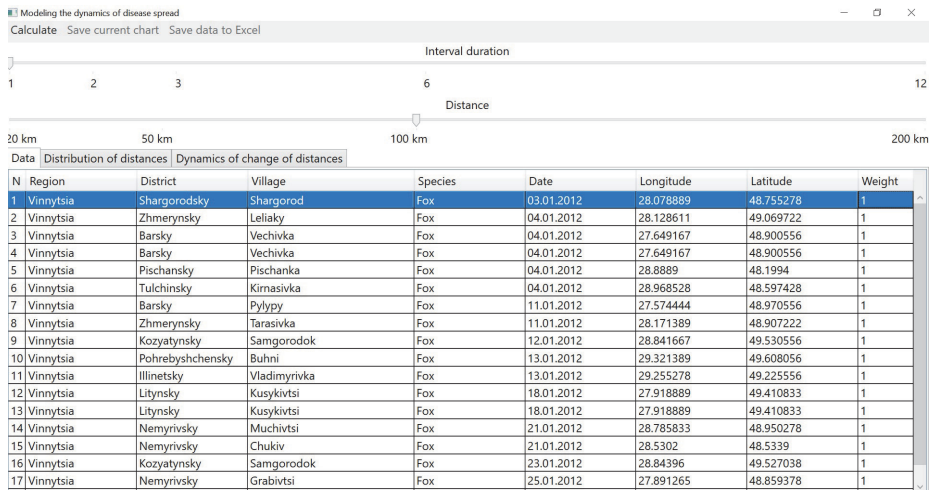 Modeling the dynamics of disease spread
Calculate Save current chart Save data to Excel
Interval duration
1 2 3 6 12
Distance
20 km 50 km 100 km 200 km
Data Distribution of distances Dynamics of change of distances
N Region District Village Species Date Longitude Latitude Weight
1 Vinnytsia Shargorodsky Shargorod Fox 03.01.2012 28.078889 48.755278 1
2 Vinnytsia Zhmerynsky Leliaky Fox 04.01.2012 28.128611 49.069722 1
3 Vinnytsia Barsky Vechivka Fox 04.01.2012 27.649167 48.900556 1
4 Vinnytsia Barsky Vechivka Fox 04.01.2012 27.649167 48.900556 1
5 Vinnytsia Pischansky Pischanka Fox 04.01.2012 28.8889 48.1994 1
6 Vinnytsia Tulchinsky Kirnasivka Fox 04.01.2012 28.968528 48.597428 1
7 Vinnytsia Barsky Pylypy Fox 11.01.2012 27.574444 48.970556 1
8 Vinnytsia Zhmerynsky Tarasivka Fox 11.01.2012 28.171389 48.907222 1
9 Vinnytsia Kozyatynsky Samgorodok Fox 12.01.2012 28.841667 49.530556 1
10 Vinnytsia Pohrebyshchensky Buhni Fox 13.01.2012 29.321389 49.608056 1
11 Vinnytsia Illinetsky Vladimyrivka Fox 13.01.2012 29.255278 49.225556 1
12 Vinnytsia Litynsky Kusykivtsi Fox 18.01.2012 27.918889 49.410833 1
13 Vinnytsia Litynsky Kusykivtsi Fox 18.01.2012 27.918889 49.410833 1
14 Vinnytsia Nemyrivsky Muchivtsi Fox 21.01.2012 28.785833 48.950278 1
15 Vinnytsia Nemyrivsky Chukiv Fox 21.01.2012 28.5302 48.5339 1
16 Vinnytsia Kozyatynsky Samgorodok Fox 23.01.2012 28.84396 49.527038 1
17 Vinnytsia Nemyrivsky Grabivtsi Fox 25.01.2012 27.891265 48.859378 1